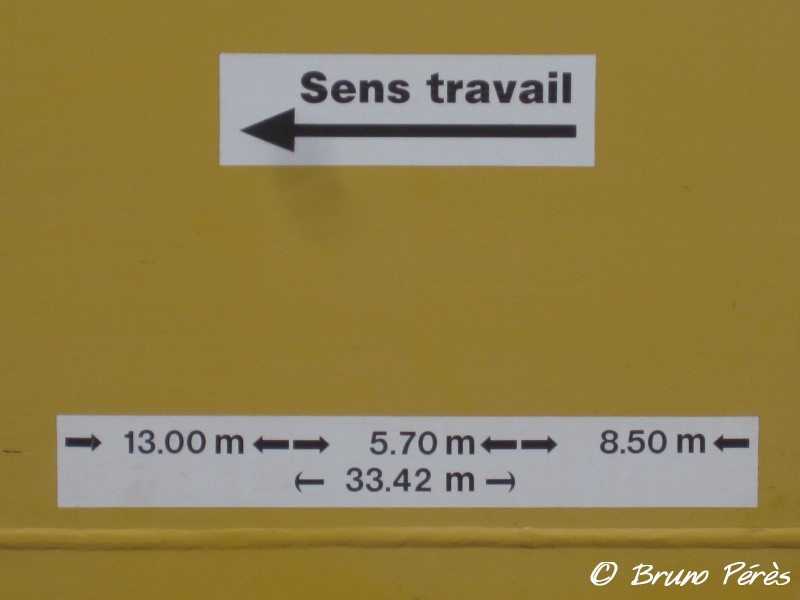 Sens travail
13.00 m 5.70 m 8.50 m
33.42 m
© Bruno Pérès